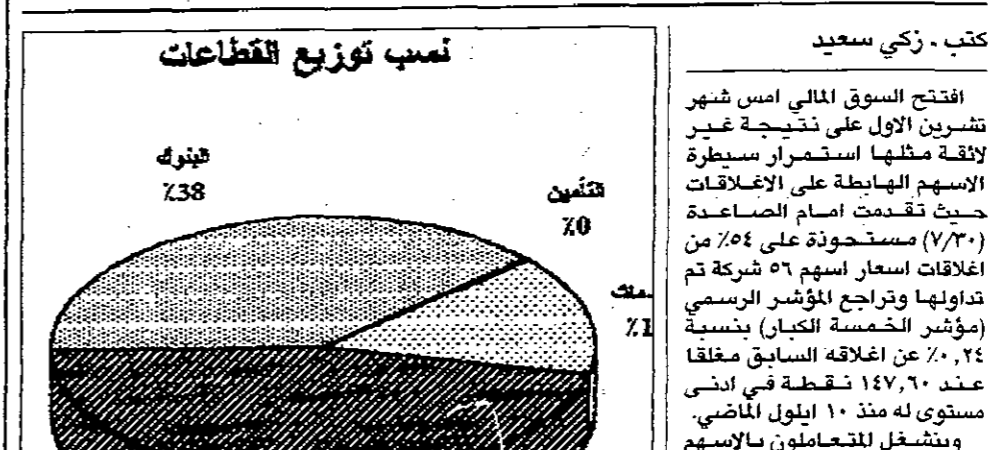 كتب . زكي سعيد
افتتح السوق المالي امس شهر
تشرين الاول على نتيجة غير
لائقة مثلها استمرار سيطرة
الاسهم الهابطة على الاغلاقات
حيث تقدمت امام الصاعدة
(٧/٣٠) مستحوذة على ٥٤٪ من
اغلاقات اسعار اسهم ٥٦ شركة تم
تداولها وتراجع المؤشر الرسمي
(مؤشر الخمسة الكبار) بنسبة
٠,٢٤٪ عن اغلاقه السابق مغلقا
عند ١٤٧,٦٠ نقطة في ادنى
مستوى له منذ ١٠ ايلول الماضي.
وينشغل المتعاملون بالاسهم
نسب توزيع القطاعات
البنوك
٪38
التأمين
٪0
٪1